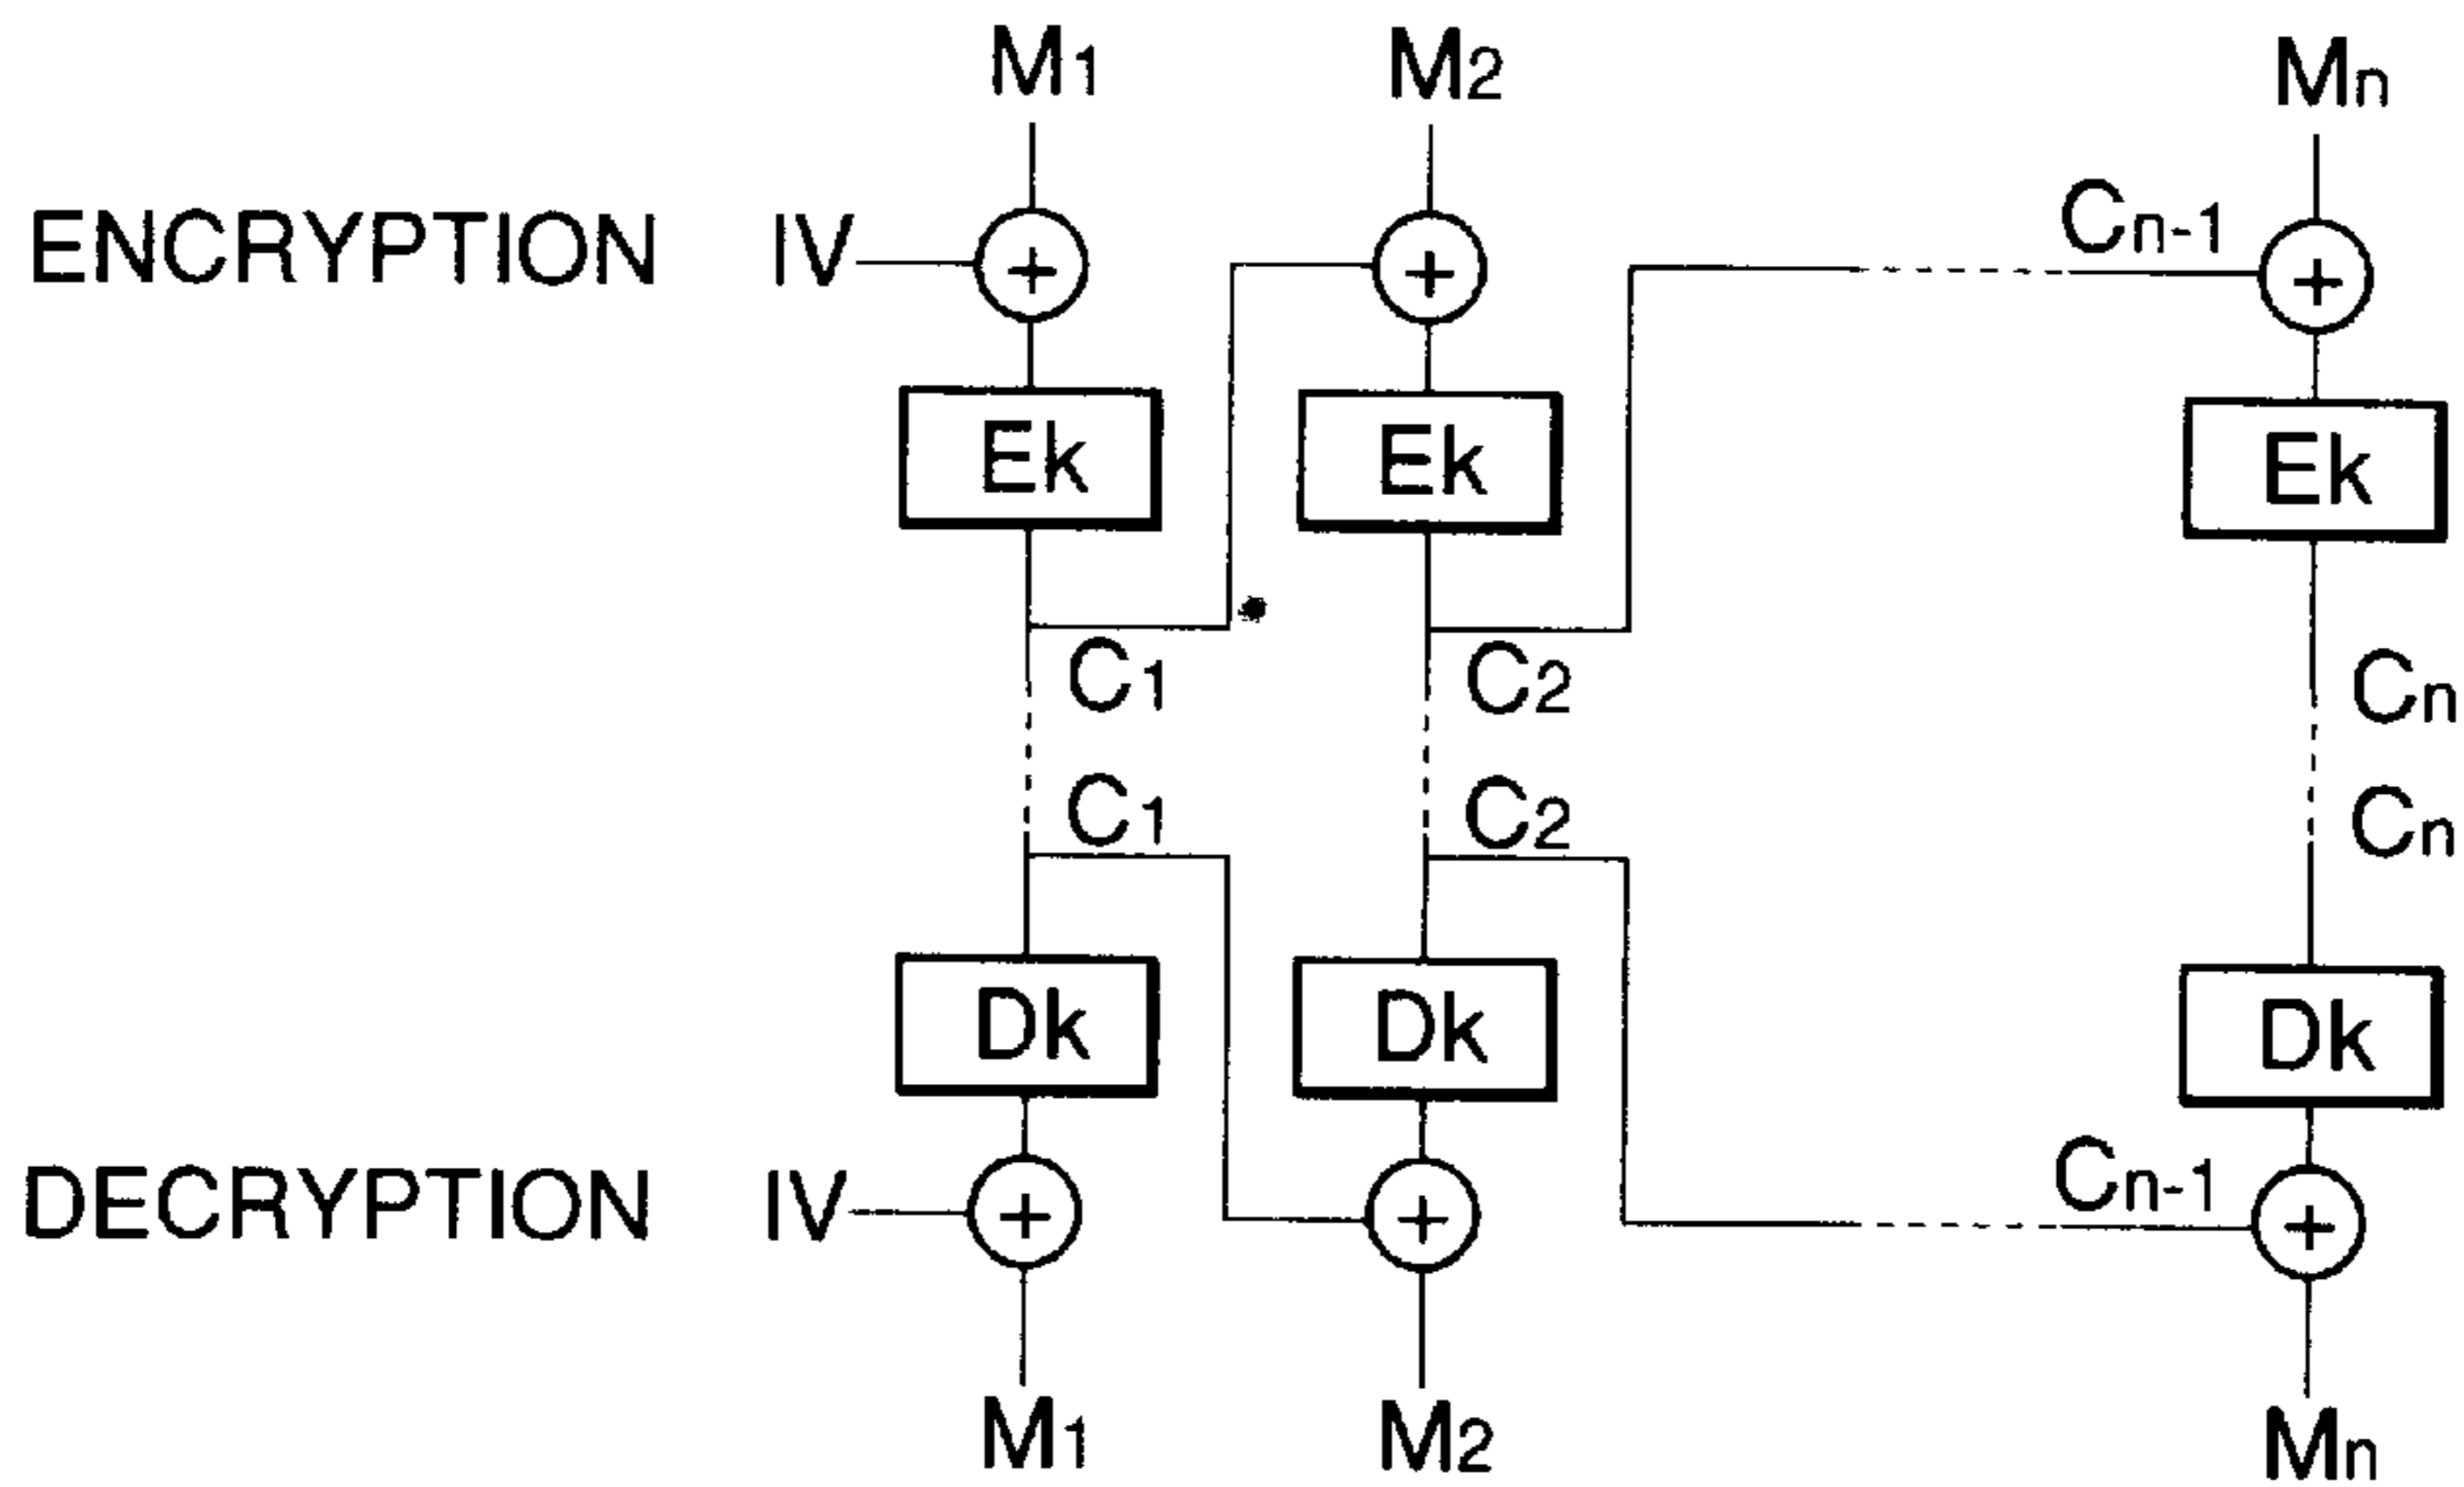 M1 M2 Mn
ENCRYPTION IV + + Cn-1 +
Ek Ek Ek
C1 C2 Cn
C1 C2 Cn
Dk Dk Dk
DECRYPTION IV + + Cn-1 +
M1 M2 Mn